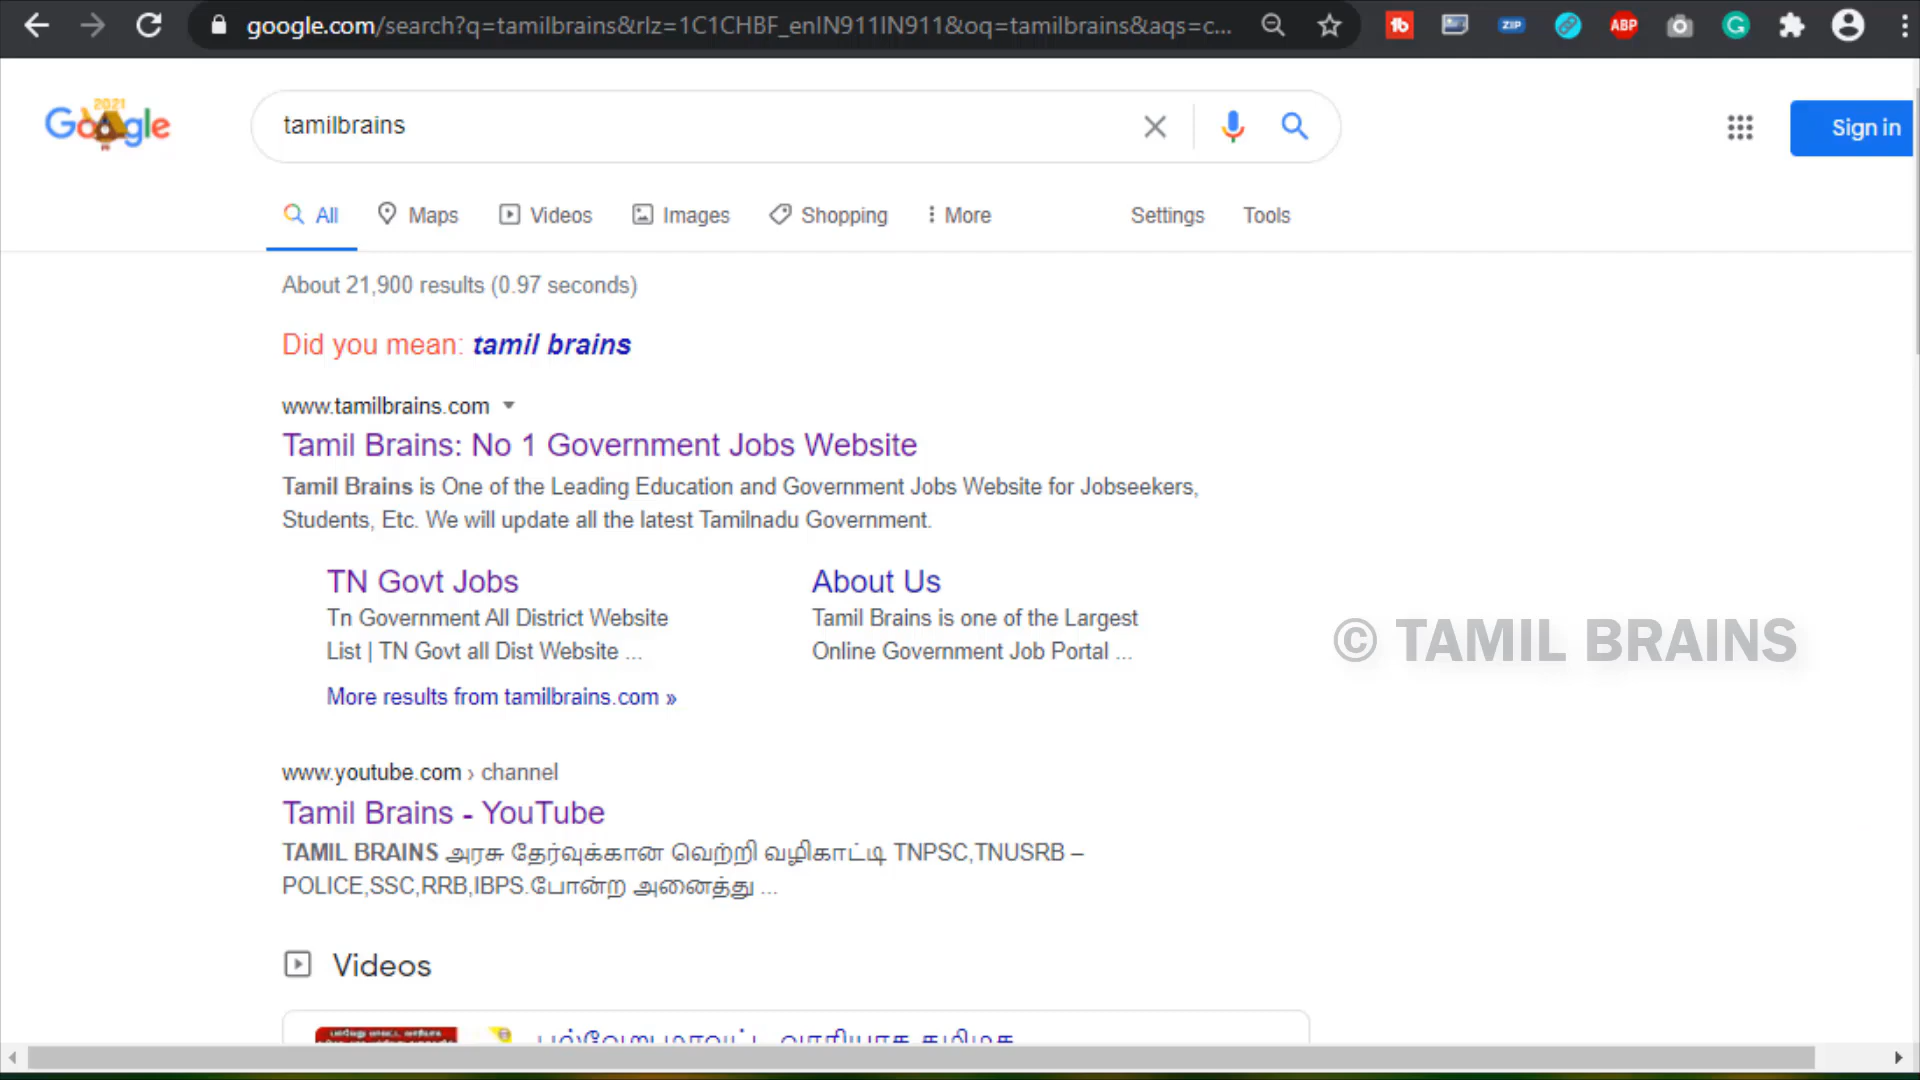 google.com/search?q=tamilbrains&rlz=1C1CHBF_enIN911IN911&oq=tamilbrains&aqs=c...
ZIP
ABP
2021
Google
tamilbrains
Sign in
All
Maps
Videos
Images
Shopping
More
Settings
Tools
About 21,900 results (0.97 seconds)
Did you mean: tamil brains
www.tamilbrains.com
Tamil Brains: No 1 Government Jobs Website
Tamil Brains is One of the Leading Education and Government Jobs Website for Jobseekers,
Students, Etc. We will update all the latest Tamilnadu Government.
TN Govt Jobs
About Us
Tn Government All District Website
Tamil Brains is one of the Largest
List | TN Govt all Dist Website ...
Online Government Job Portal ...
© TAMIL BRAINS
More results from tamilbrains.com »
www.youtube.com › channel
Tamil Brains - YouTube
TAMIL BRAINS அரசு தேர்வுக்கான வெற்றி வழிகாட்டி TNPSC,TNUSRB –
POLICE,SSC,RRB,IBPS.போன்ற அனைத்து ...
Videos